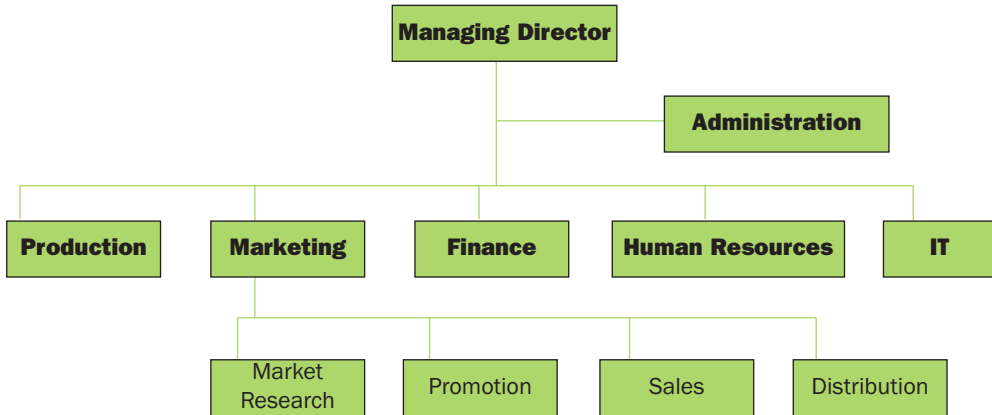 Managing Director
Administration
Production
Marketing
Finance
Human Resources
IT
Market
Research
Promotion
Sales
Distribution